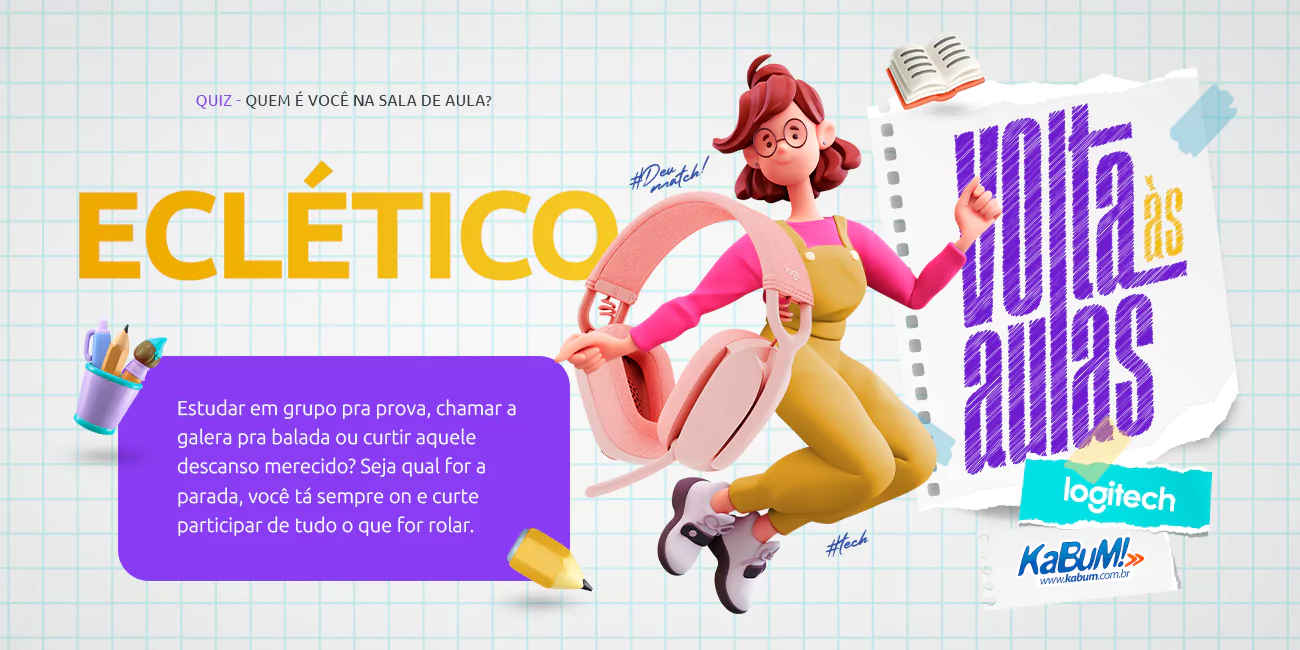 QUIZ - QUEM É VOCÊ NA SALA DE AULA?
ECLÉTICO
Estudar em grupo pra prova, chamar a
galera pra balada ou curtir aquele
descanso merecido? Seja qual for a
parada, você tá sempre on e curte
participar de tudo o que for rolar.
#Deu
match!
logi
#tech
volta
às
aulas
logitech
KaBuM!
www.kabum.com.br